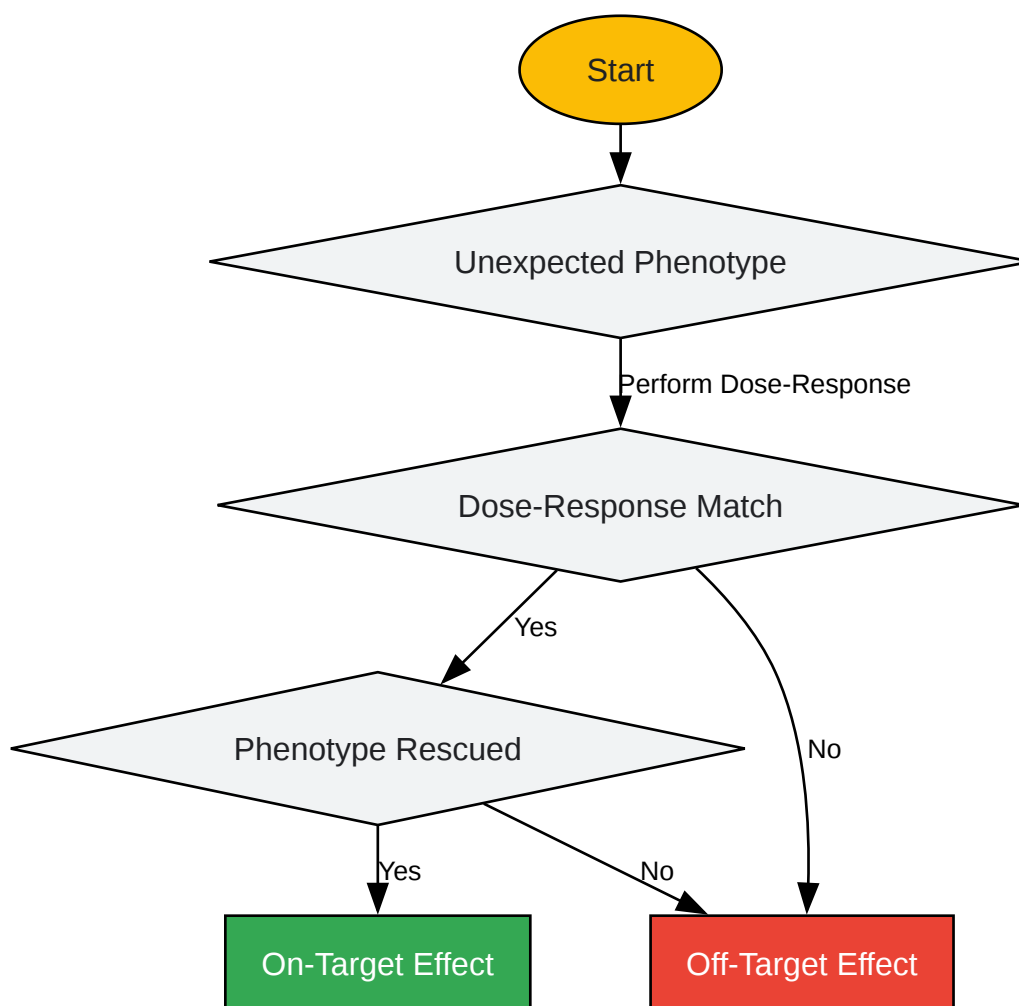 Start
Unexpected Phenotype
Perform Dose-Response
Dose-Response Match
Yes
Phenotype Rescued
No
Yes
No
On-Target Effect
Off-Target Effect